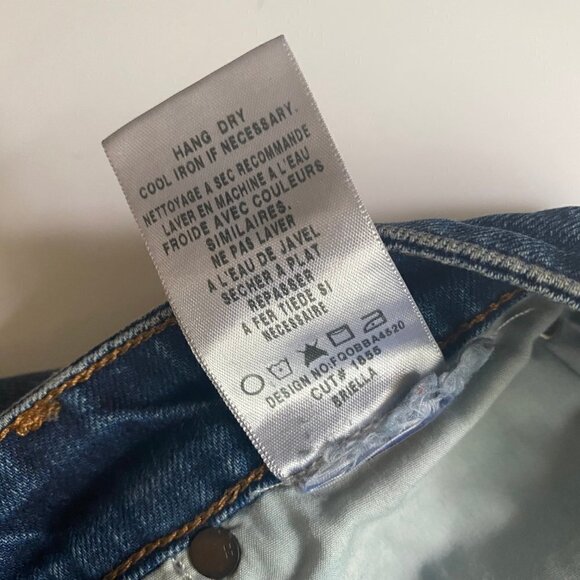 HANG DRY
COOL IRON IF NECESSARY.
NETTOYAGE A SEC RECOMMANDE
LAVER EN MACHINE A L'EAU
FROIDE AVEC COULEURS
SIMILAIRES.
NE PAS LAVER
A L'EAU DE JAVEL
SECHER A PLAT
REPASSER
A FER TIEDE SI
NECESSAIRE
DESIGN NO:FQOBBA4520
CUT# 1855
BRIELLA